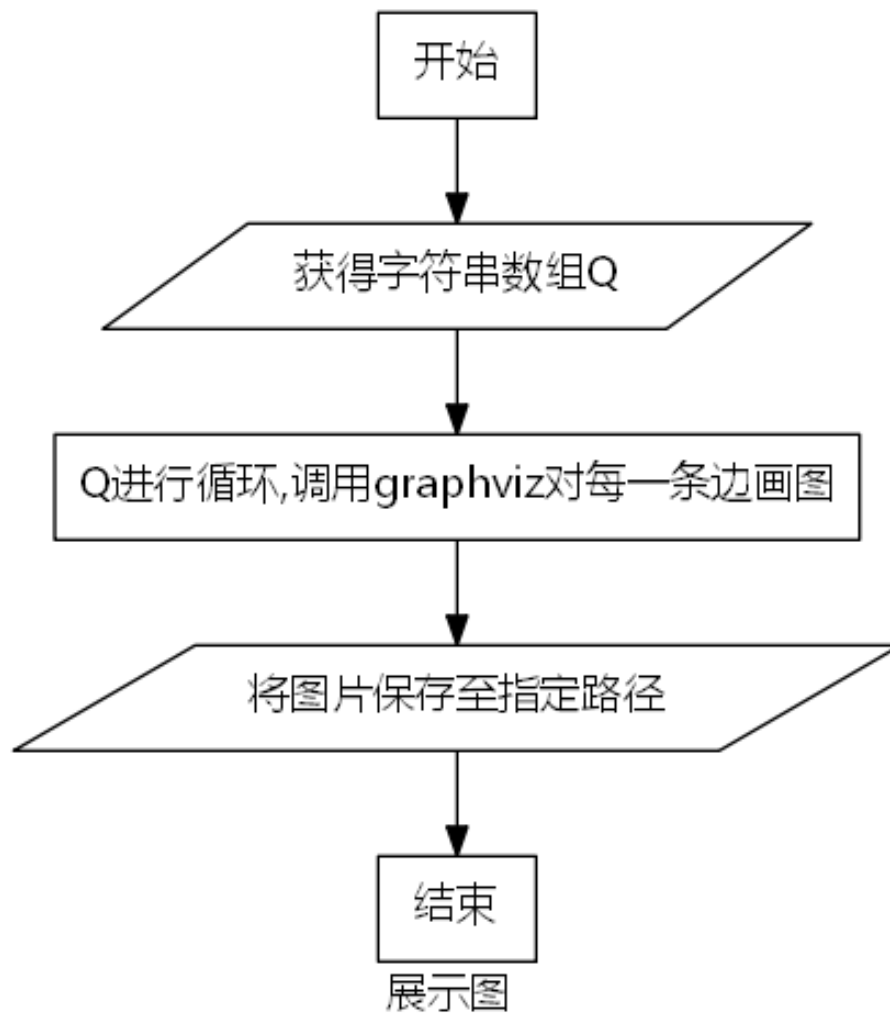 开始
获得字符串数组Q
Q进行循环,调用graphviz对每一条边画图
将图片保存至指定路径
结束
展示图